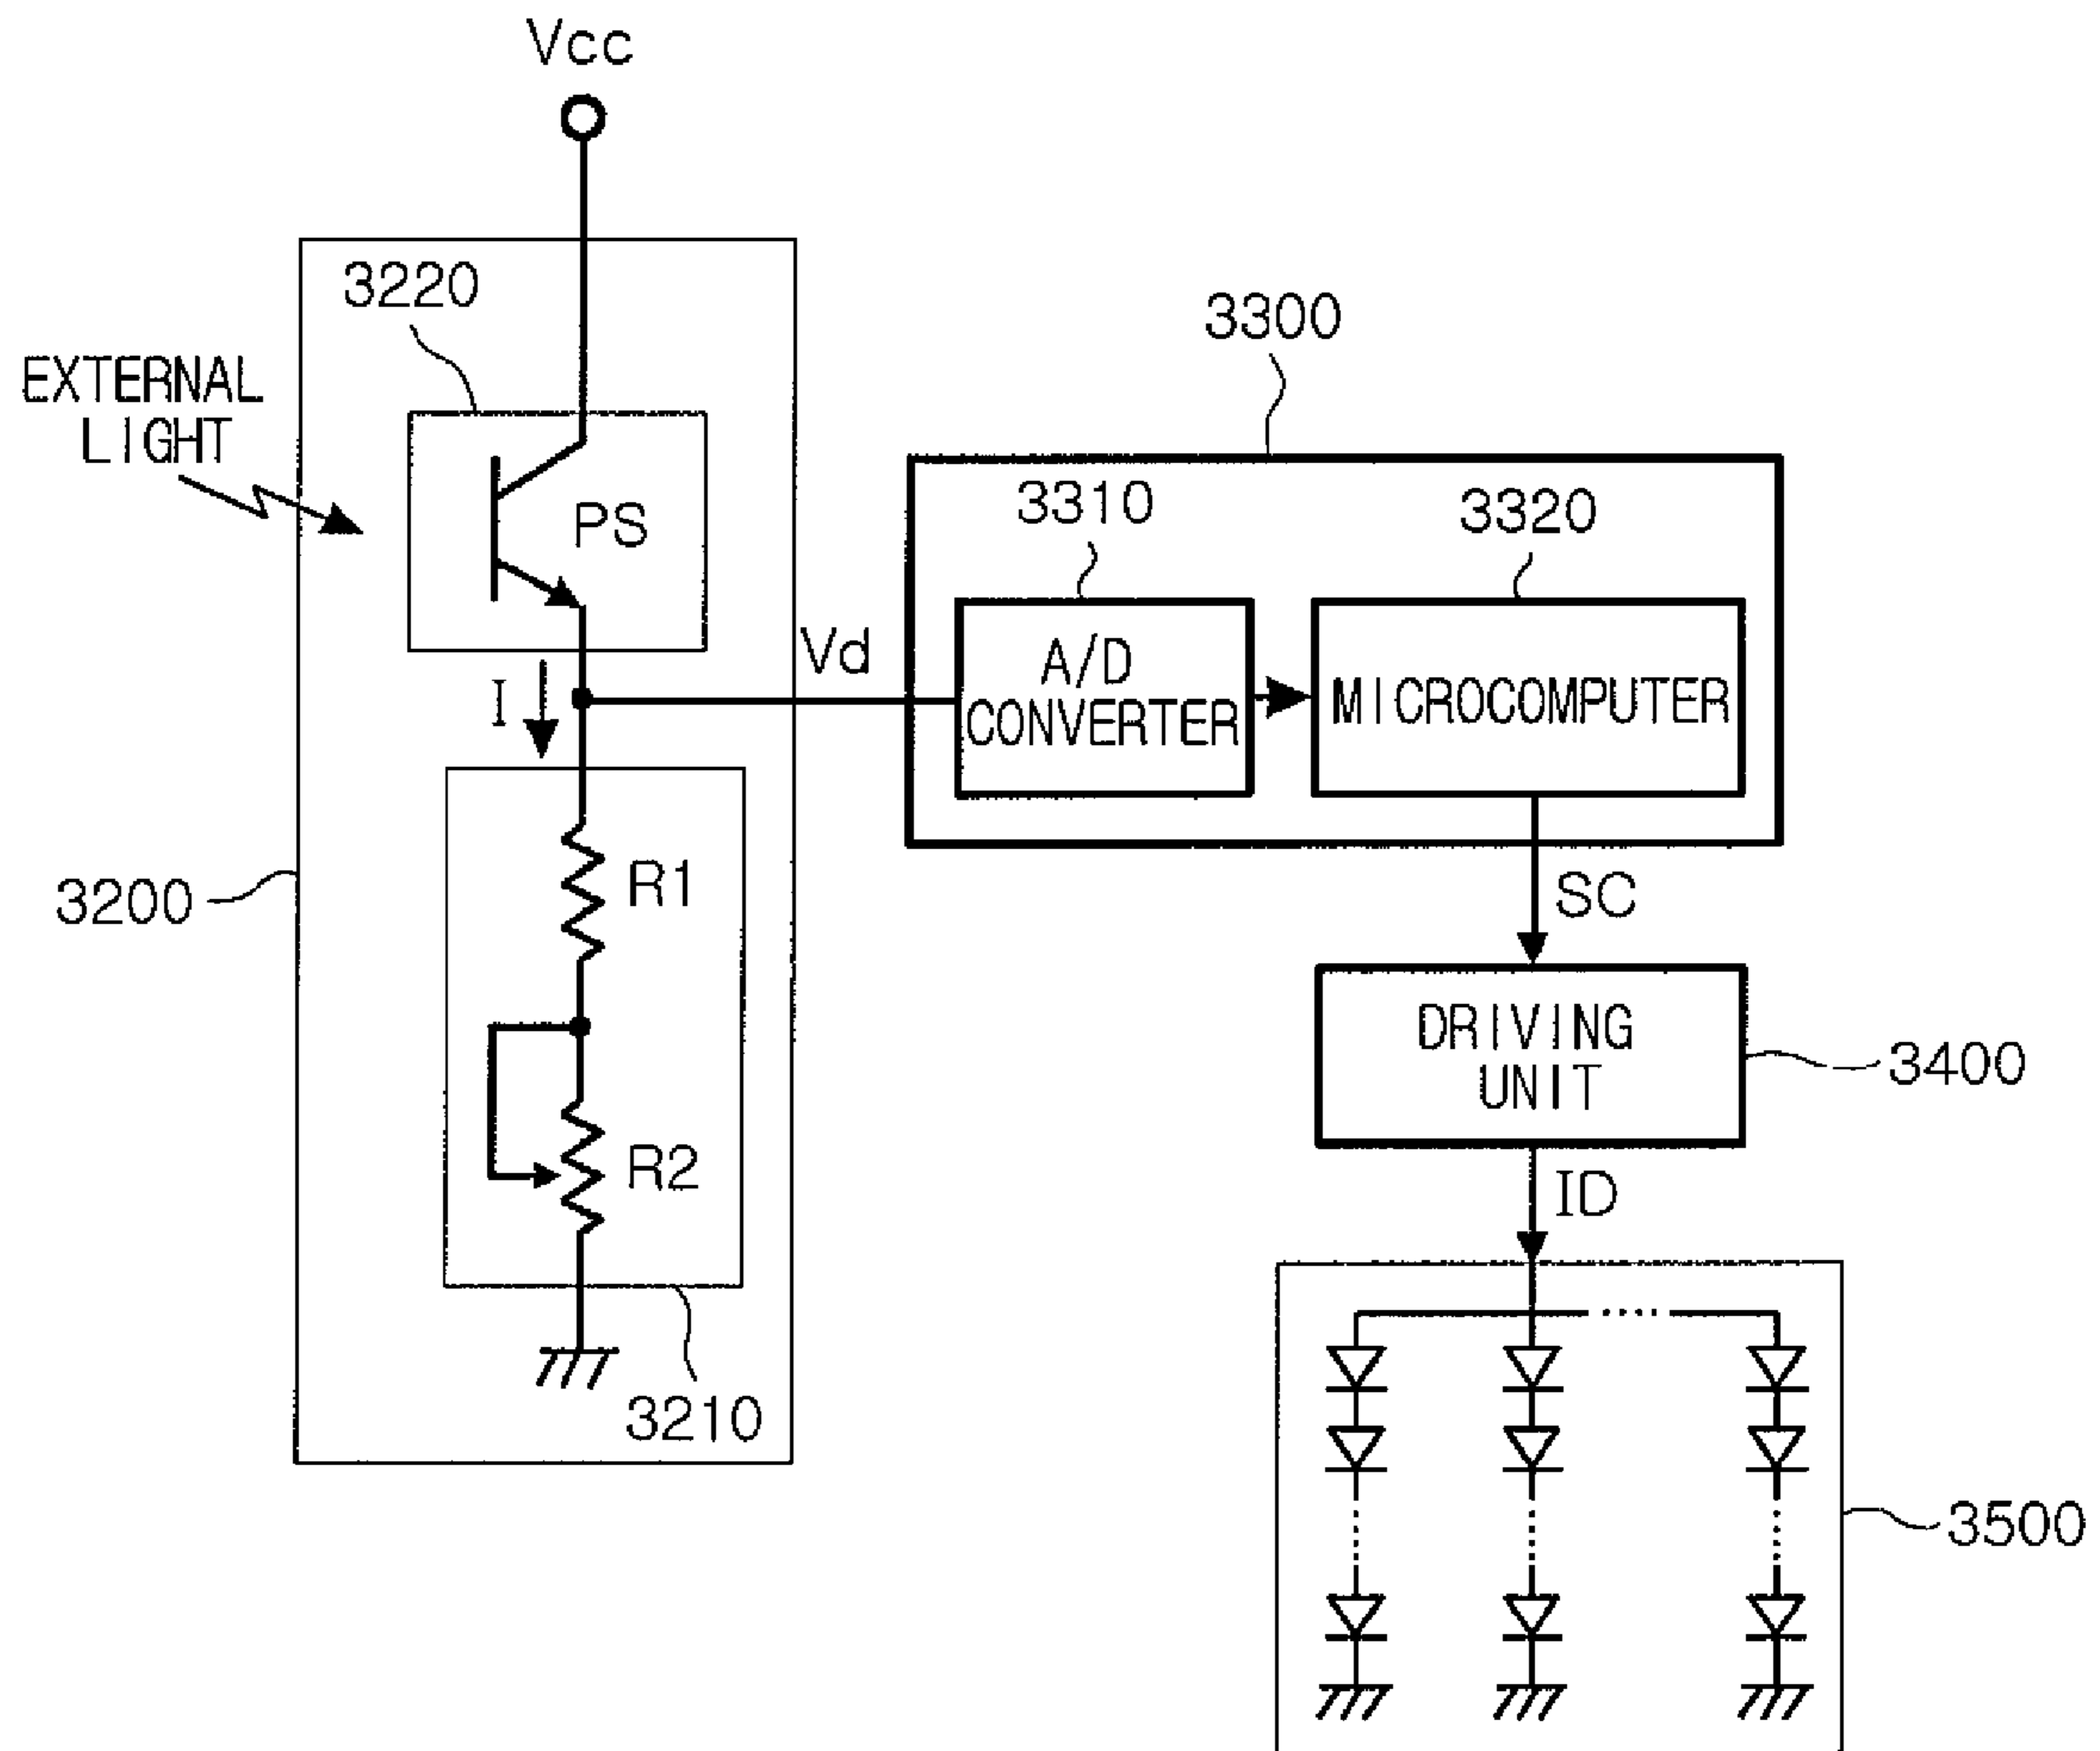 Vcc
3220
3300
EXTERNAL
LIGHT
PS
3310
3320
Vd
I
A/D
CONVERTER
MICROCOMPUTER
3200
R1
SC
DRIVING
UNIT
3400
R2
ID
3210
3500